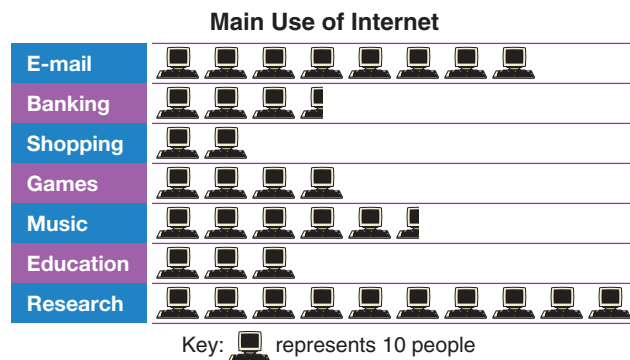 Main Use of Internet
E-mail
Banking
Shopping
Games
Music
Education
Research
Key: represents 10 people